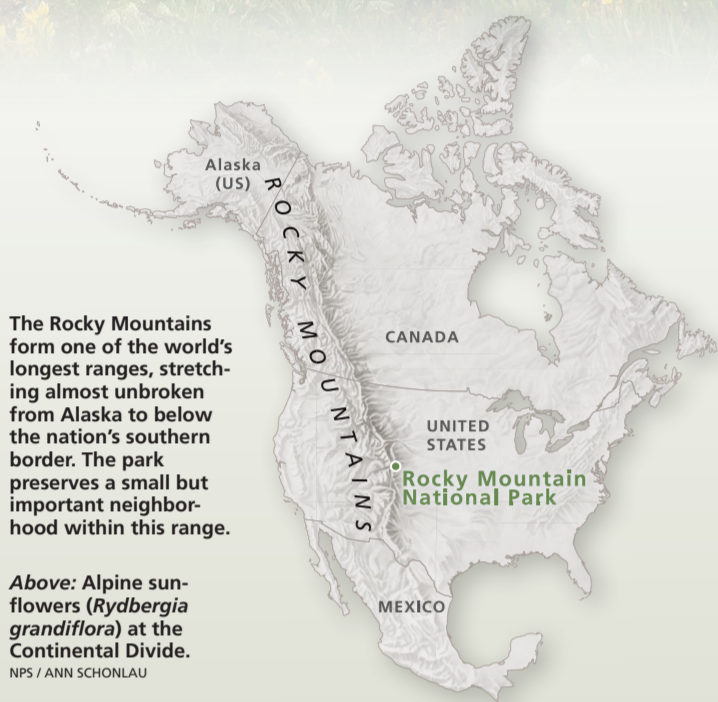 Alaska
(US)
ROCKY MOUNTAINS
CANADA
UNITED
STATES
Rocky Mountain
National Park
MEXICO
The Rocky Mountains
form one of the world's
longest ranges, stretch-
ing almost unbroken
from Alaska to below
the nation's southern
border. The park
preserves a small but
important neighbor-
hood within this range.
Above: Alpine sun-
flowers (Rydbergia
grandiflora) at the
Continental Divide.
NPS / ANN SCHONLAU